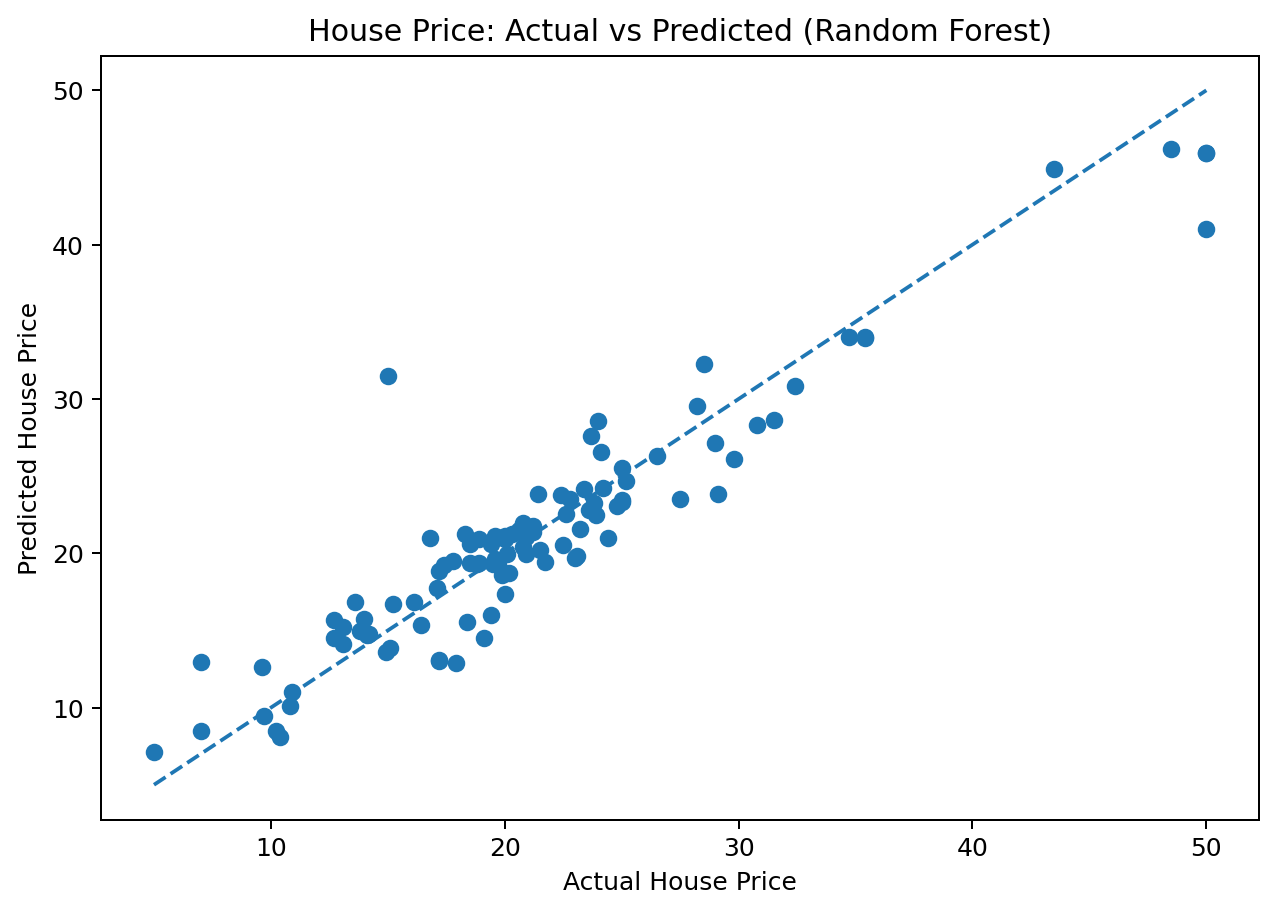 House Price: Actual vs Predicted (Random Forest)
50
40
30
20
10
Predicted House Price
10 20 30 40 50
Actual House Price